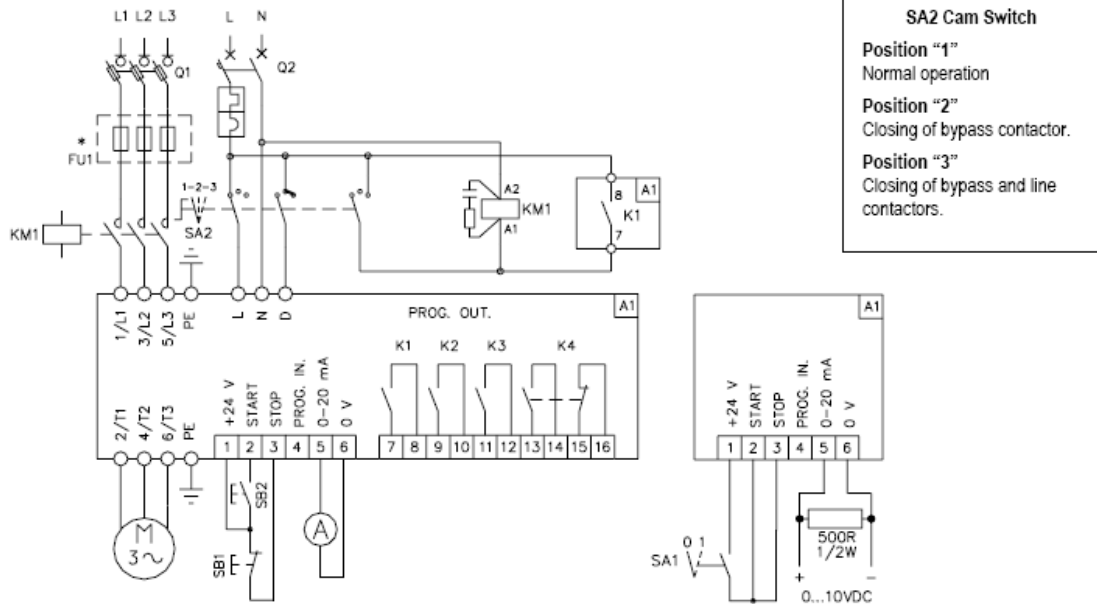 L1 L2 L3
L N
Q1
Q2
*
FU1
1-2-3
SA2
KM1
A2
KM1
A1
8
A1
K1
7
SA2 Cam Switch
Position “1”
Normal operation
Position “2”
Closing of bypass contactor.
Position “3”
Closing of bypass and line
contactors.
1/L1
3/L2
5/L3
PE
L
N
D
PROG. OUT.
A1
K1 K2 K3 K4
2/T1
4/T2
6/T3
PE
+24 V
START
STOP
PROG. IN.
0-20 mA
0 V
1 2 3 4 5 6
7 8 9 10 11 12 13 14 15 16
SB2
SB1
A
M
3~
A1
+24 V
START
STOP
PROG. IN.
0-20 mA
0 V
1 2 3 4 5 6
0 1
SA1
500R
1/2W
+ -
0...10VDC